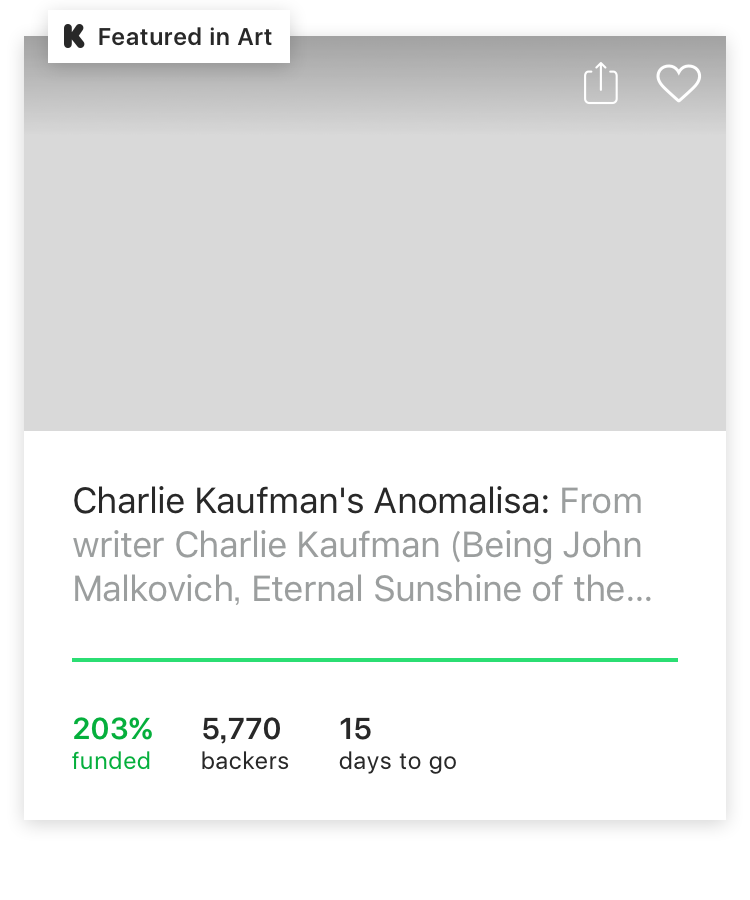 Featured in Art
Charlie Kaufman's Anomalisa: From
writer Charlie Kaufman (Being John
Malkovich, Eternal Sunshine of the...
203% 5,770 15
funded backers days to go